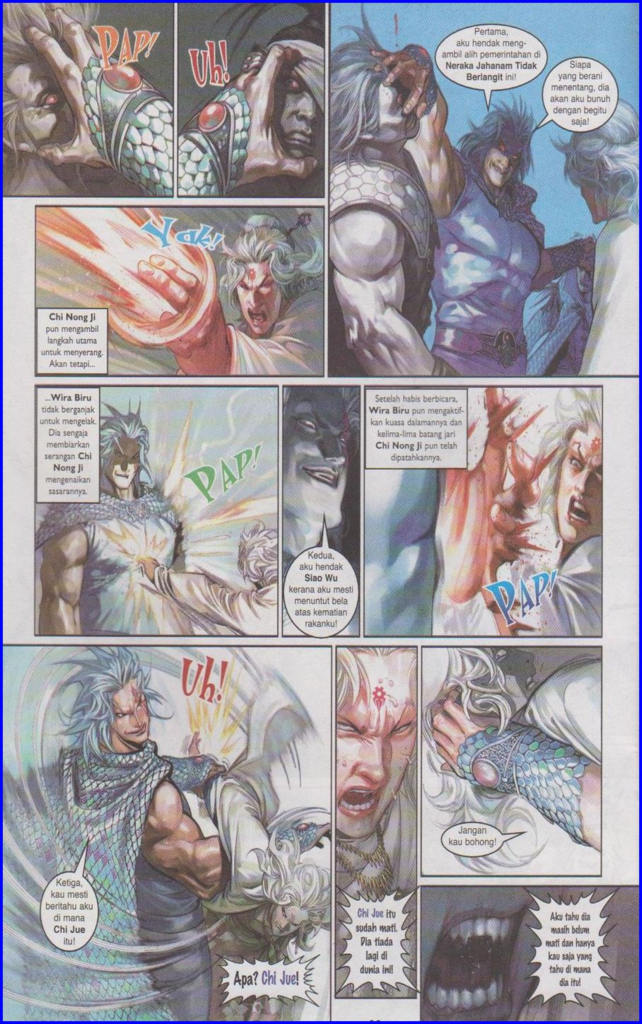 PAP!
Uh!
Pertama,
aku hendak meng-
ambil alih pemerintahan di
Neraka Jahanam Tidak
Berlangit ini!
Siapa
yang berani
menentang, dia
akan aku bunuh
dengan begitu
saja!
Yak!
Chi Nong Ji
pun mengambil
langkah utama
untuk menyerang.
Akan tetapi...
...Wira Biru
tidak berganjak
untuk mengelak.
Dia sengaja
membiarkan
serangan Chi
Nong Ji
mengenaikan
sasarannya.
PAP!
Kedua,
aku hendak
Siao Wu
kerana aku mesti
menuntut bela
atas kematian
rakanku!
Setelah habis berbicara,
Wira Biru pun mengaktif-
kan kuasa dalamannya dan
kelima-lima batang jari
Chi Nong Ji pun telah
dipatahkannya.
PAP!
Uh!
Ketiga,
kau mesti
beritahu aku
di mana
Chi Jue
itu!
Apa? Chi Jue!
Chi Jue itu
sudah mati.
Dia tiada
lagi di
dunia ini!
Jangan
kau bohong!
Aku tahu dia
masih belum
mati dan hanya
kau saja yang
tahu di mana
dia itu!